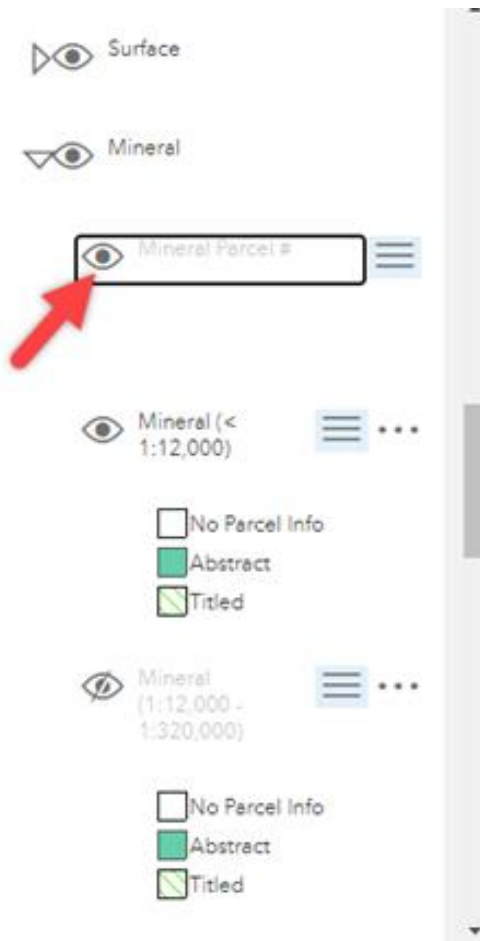 Surface
Mineral
Mineral Parcel #
Mineral (<
1:12,000)
No Parcel Info
Abstract
Titled
Mineral
(1:12,000 -
1:320,000)
No Parcel Info
Abstract
Titled